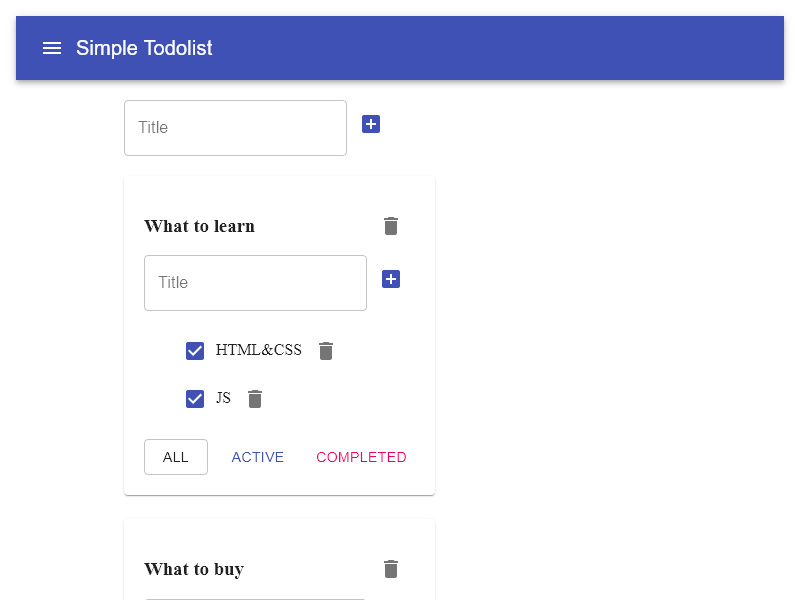 Simple Todolist
Title
What to learn
Title
HTML&CSS
JS
ALL ACTIVE COMPLETED
What to buy